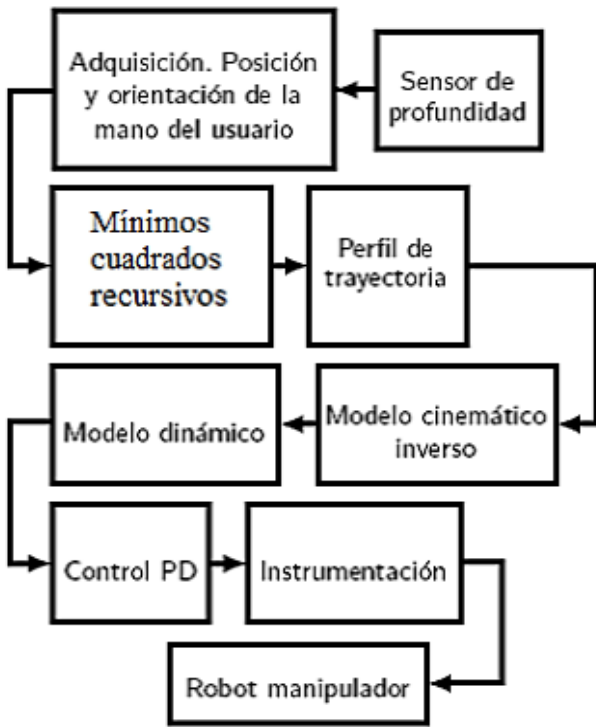 Adquisición. Posición
y orientación de la
mano del usuario
Sensor de
profundidad
Mínimos
cuadrados
recursivos
Perfil de
trayectoria
Modelo dinámico
Modelo cinemático
inverso
Control PD
Instrumentación
Robot manipulador